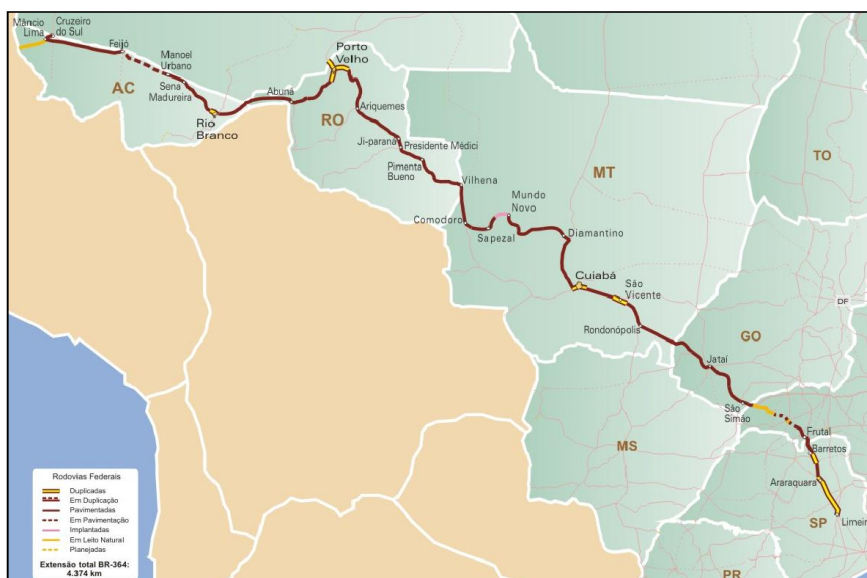 Mâncio
Lima
Cruzeiro
do Sul
Feijó
Manoel
Urbano
Sena
Madureira
AC
Rio
Branco
Abunã
Porto
Velho
RO
Ariquemes
Ji-paraná
Presidente Médici
Pimenta
Bueno
Vilhena
Comodoro
Sapezal
Mundo
Novo
MT
TO
Diamantino
Cuiabá
São
Vicente
Rondonópolis
DF
GO
Jataí
São
Simão
MS
Frutal
Barretos
Araraquara
SP
Limeir
PR
Rodovias Federais
Duplicadas
Em Duplicação
Pavimentadas
Em Pavimentação
Implantadas
Em Leito Natural
Planejadas
Extensão total BR-364:
4.374 km